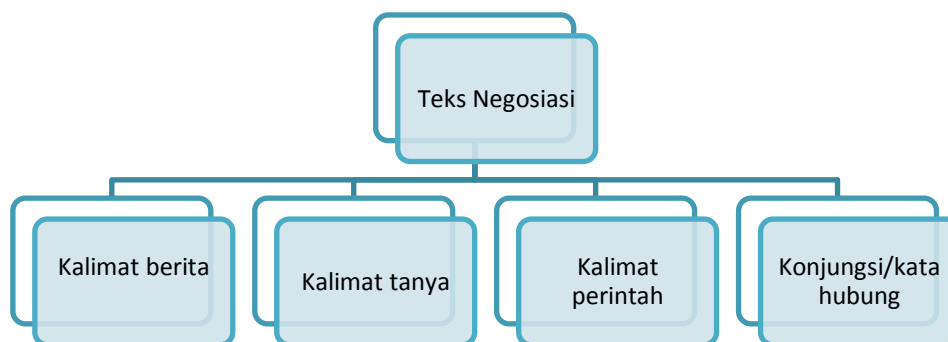 Teks Negosiasi
Kalimat berita
Kalimat tanya
Kalimat
perintah
Konjungsi/kata
hubung